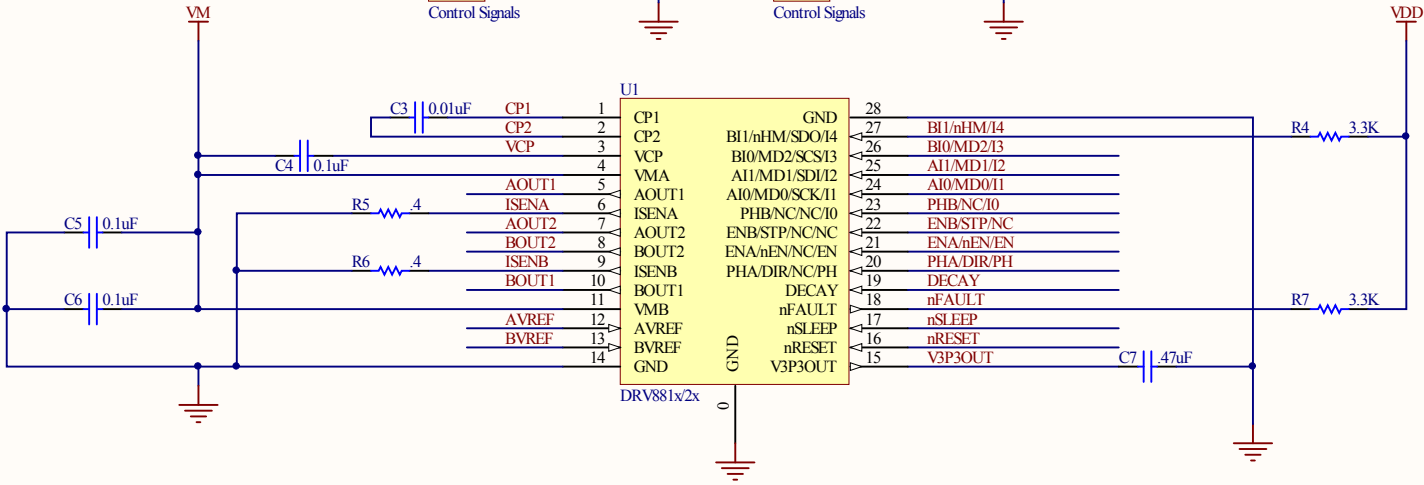 Control Signals
Control Signals
VM
VDD
U1
C3 0.01uF CP1 1 CP1 GND 28
CP2 2 CP2 BI1/nHM/SDO/I4 27 BI1/nHM/I4 R4 3.3K
C4 0.1uF VCP 3 VCP BI0/MD2/SCS/I3 26 BI0/MD2/I3
4 VMA AI1/MD1/SDI/I2 25 AI1/MD1/I2
AOUT1 5 AOUT1 AI0/MD0/SCK/I1 24 AI0/MD0/I1
R5 .4 ISENA 6 ISENA PHB/NC/NC/I0 23 PHB/NC/I0
C5 0.1uF AOUT2 7 AOUT2 ENB/STP/NC/NC 22 ENB/STP/NC
BOUT2 8 BOUT2 ENA/nEN/NC/EN 21 ENA/nEN/EN
R6 .4 ISENB 9 ISENB PHA/DIR/NC/PH 20 PHA/DIR/PH
BOUT1 10 BOUT1 DECAY 19 DECAY
C6 0.1uF 11 VMB nFAULT 18 nFAULT R7 3.3K
AVREF 12 AVREF nSLEEP 17 nSLEEP
BVREF 13 BVREF nRESET 16 nRESET
14 GND GND V3P3OUT 15 V3P3OUT C7 .47uF
DRV881x/2x
0